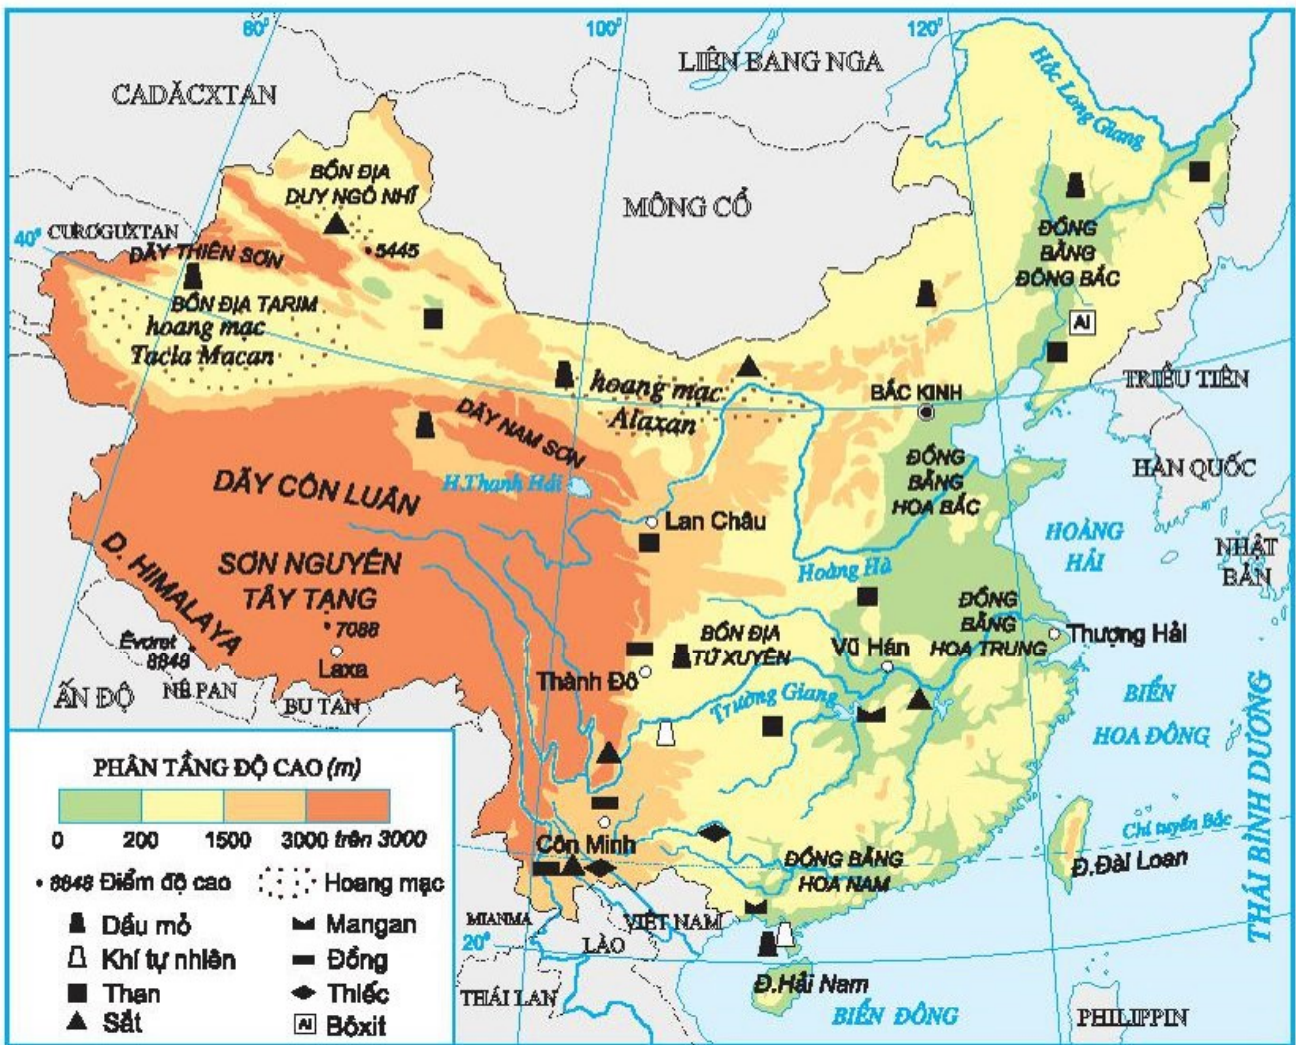 80°
100°
120°
LIÊN BANG NGA
CADĂCXTAN
Hắc Long Giang
BỒN ĐỊA
DUY NGÔ NHĨ
MÔNG CỔ
CURƠGUXTAN
40°
5445
DÃY THIÊN SƠN
ĐỒNG
BẰNG
ĐÔNG BẮC
BỒN ĐỊA TARIM
hoang mạc
Tacla Macan
Al
hoang mạc
Alaxan
BẮC KINH
TRIỀU TIÊN
DÃY NAM SƠN
ĐỒNG
BẰNG
HOA BẮC
HÀN QUỐC
DÃY CÔN LUÂN
H.Thanh Hải
Lan Châu
HOÀNG
HẢI
NHẬT
BẢN
D. HIMALAYA
SƠN NGUYÊN
TÂY TẠNG
7088
Hoàng Hà
ĐỒNG
BẰNG
HOA TRUNG
Thượng Hải
Êvơret
8848
Laxa
BỒN ĐỊA
TỨ XUYÊN
Vũ Hán
Thành Đô
ẤN ĐỘ
NÊ PAN
BU TAN
Trường Giang
BIỂN
HOA ĐÔNG
THÁI BÌNH DƯƠNG
PHÂN TẦNG ĐỘ CAO (m)
0 200 1500 3000 trên 3000
• 8848 Điểm độ cao
Hoang mạc
Dầu mỏ
Mangan
Khí tự nhiên
Đồng
Than
Thiếc
Sắt
Al Bôxit
Côn Minh
Chí tuyến Bắc
Đ.Đài Loan
ĐỒNG BẰNG
HOA NAM
MIANMA
VIỆT NAM
LÀO
20°
THÁI LAN
Đ.Hải Nam
BIỂN ĐÔNG
PHILIPPIN